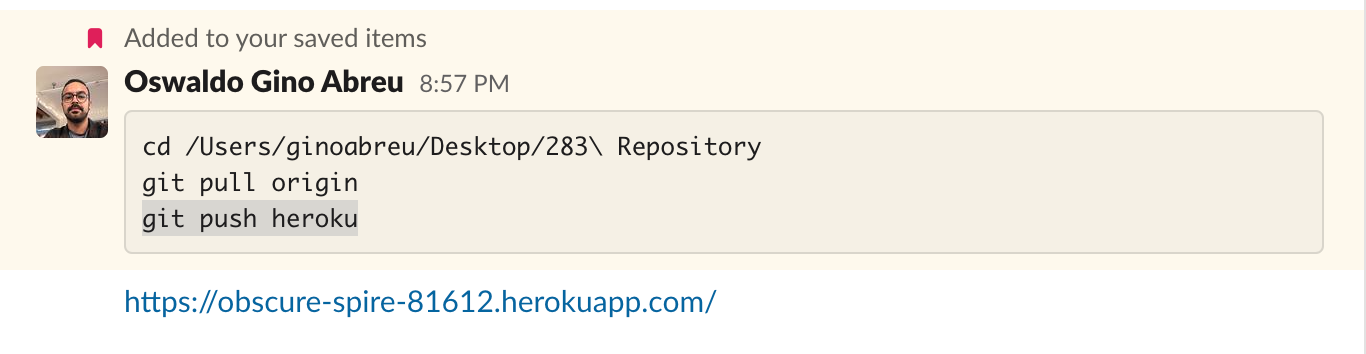 Added to your saved items
Oswaldo Gino Abreu 8:57 PM
cd /Users/ginoabreu/Desktop/283\ Repository
git pull origin
git push heroku
https://obscure-spire-81612.herokuapp.com/